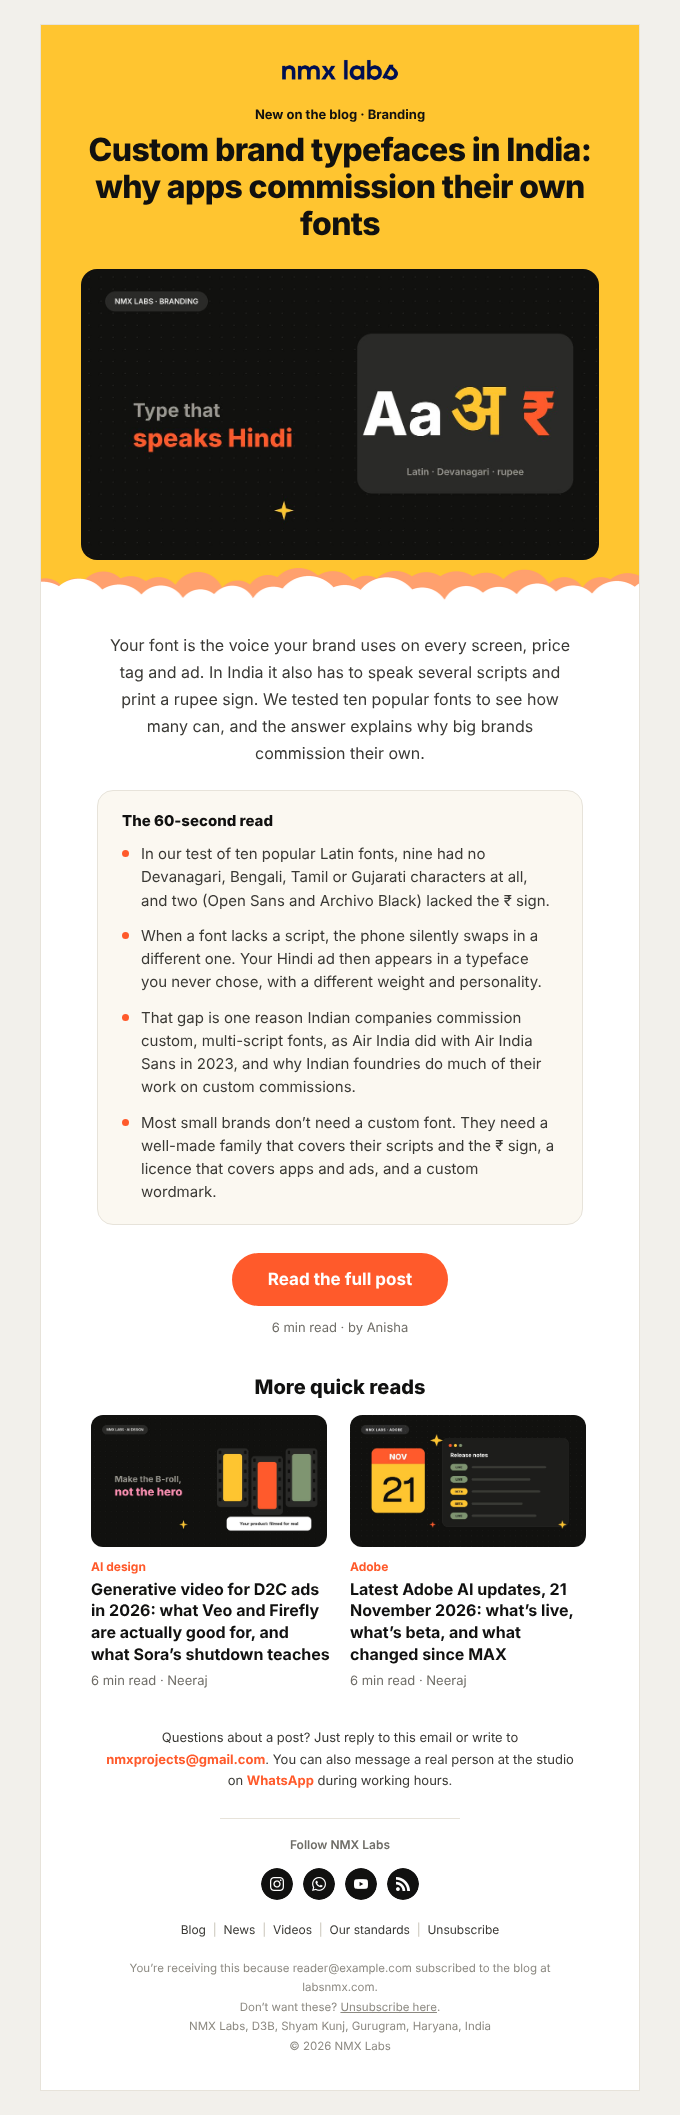 nmx labs
New on the blog · Branding
Custom brand typefaces in India:
why apps commission their own
fonts
NMX LABS · BRANDING
Type that
speaks Hindi
Aa अ ₹
Latin · Devanagari · rupee
Your font is the voice your brand uses on every screen, price
tag and ad. In India it also has to speak several scripts and
print a rupee sign. We tested ten popular fonts to see how
many can, and the answer explains why big brands
commission their own.
The 60-second read
In our test of ten popular Latin fonts, nine had no
Devanagari, Bengali, Tamil or Gujarati characters at all,
and two (Open Sans and Archivo Black) lacked the ₹ sign.
When a font lacks a script, the phone silently swaps in a
different one. Your Hindi ad then appears in a typeface
you never chose, with a different weight and personality.
That gap is one reason Indian companies commission
custom, multi-script fonts, as Air India did with Air India
Sans in 2023, and why Indian foundries do much of their
work on custom commissions.
Most small brands don’t need a custom font. They need a
well-made family that covers their scripts and the ₹ sign, a
licence that covers apps and ads, and a custom
wordmark.
Read the full post
6 min read · by Anisha
More quick reads
NMX LABS · AI DESIGN
Make the B-roll,
not the hero
Your product: filmed for real
NMX LABS · ADOBE
NOV
21
Release notes
LIVE
LIVE
BETA
BETA
LIVE
AI design
Generative video for D2C ads
in 2026: what Veo and Firefly
are actually good for, and
what Sora’s shutdown teaches
6 min read · Neeraj
Adobe
Latest Adobe AI updates, 21
November 2026: what’s live,
what’s beta, and what
changed since MAX
6 min read · Neeraj
Questions about a post? Just reply to this email or write to
nmxprojects@gmail.com. You can also message a real person at the studio
on WhatsApp during working hours.
Follow NMX Labs
Blog | News | Videos | Our standards | Unsubscribe
You’re receiving this because reader@example.com subscribed to the blog at
labsnmx.com.
Don’t want these? Unsubscribe here.
NMX Labs, D3B, Shyam Kunj, Gurugram, Haryana, India
© 2026 NMX Labs